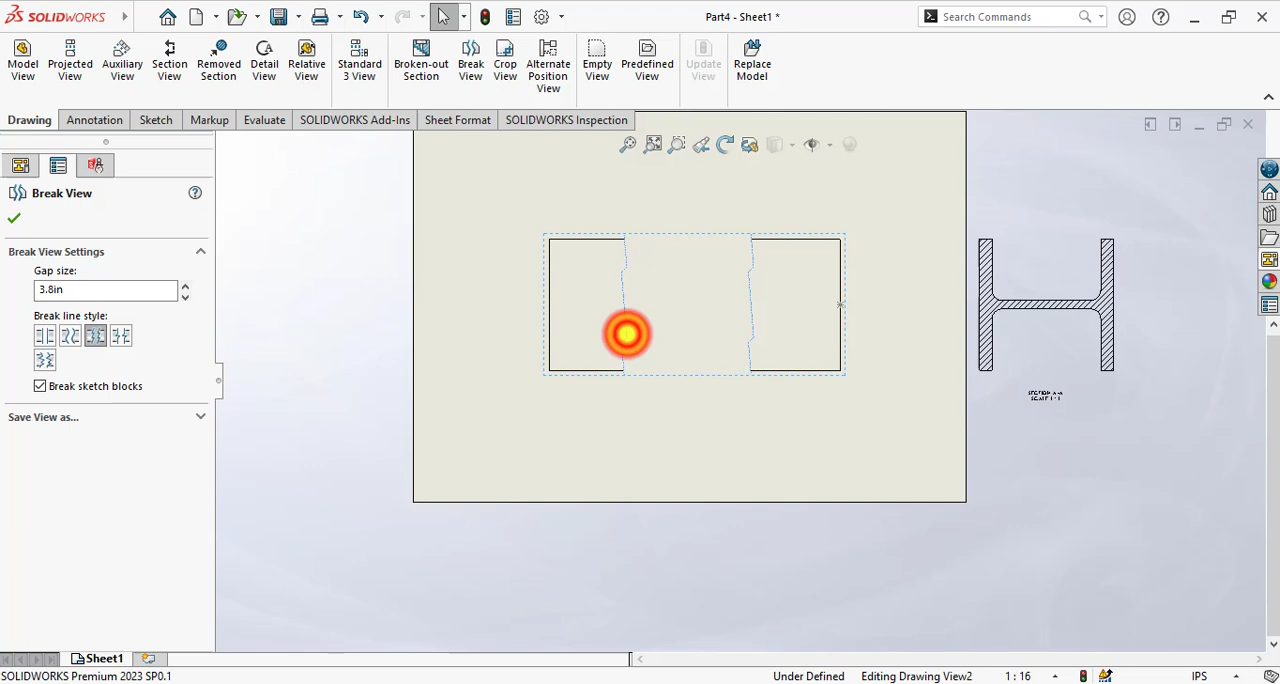 SOLIDWORKS
Part4 - Sheet1 *
Search Commands
Model View
Projected View
Auxiliary View
Section View
Removed Section
Detail View
Relative View
Standard 3 View
Broken-out Section
Break View
Crop View
Alternate Position View
Empty View
Predefined View
Update View
Replace Model
Drawing
Annotation
Sketch
Markup
Evaluate
SOLIDWORKS Add-Ins
Sheet Format
SOLIDWORKS Inspection
Break View
Break View Settings
Gap size:
3.8in
Break line style:
Break sketch blocks
Save View as...
Sheet1
SOLIDWORKS Premium 2023 SP0.1
Under Defined
Editing Drawing View2
1 : 16
IPS